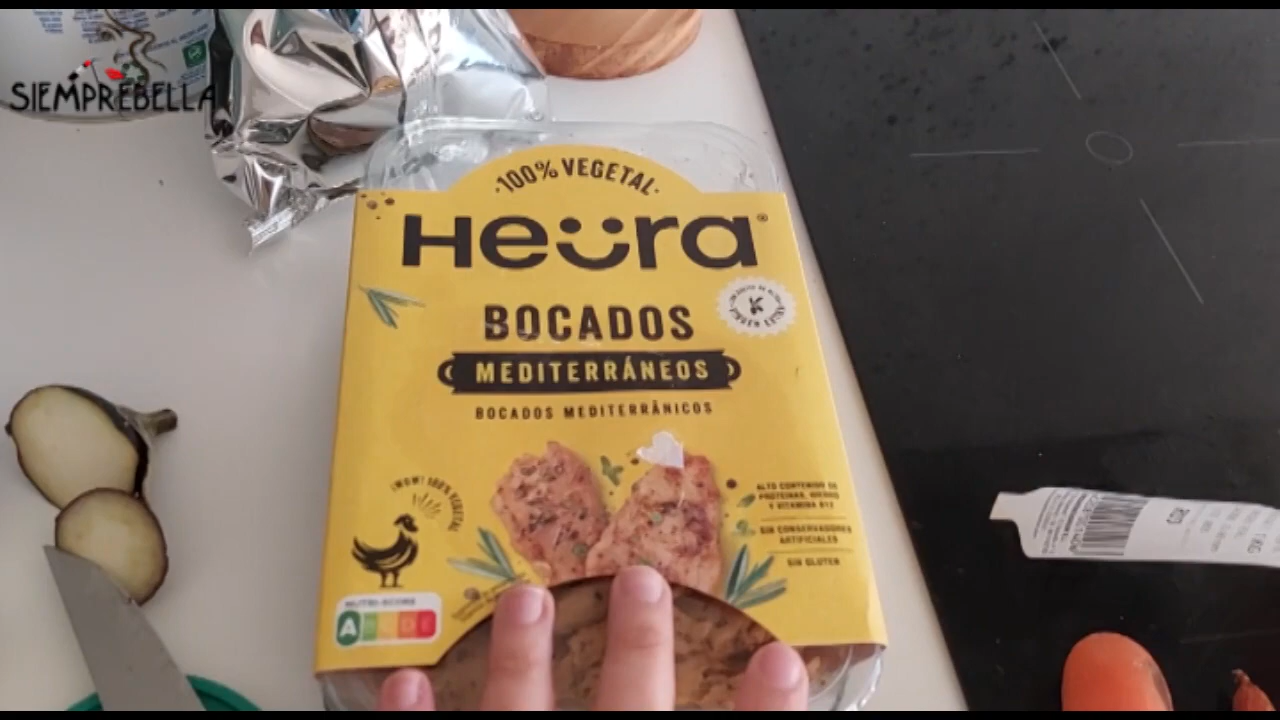 SIEMPREBELLA
·100% VEGETAL·
Heüra®
BOCADOS
MEDITERRÁNEOS
BOCADOS MEDITERRÂNICOS
¡WOW! 100% VEGETAL
ALTO CONTENIDO DE
PROTEÍNAS, HIERRO
Y VITAMINA B12
SIN CONSERVADORES
ARTIFICIALES
SIN GLUTEN
NUTRI-SCORE
A B C D E